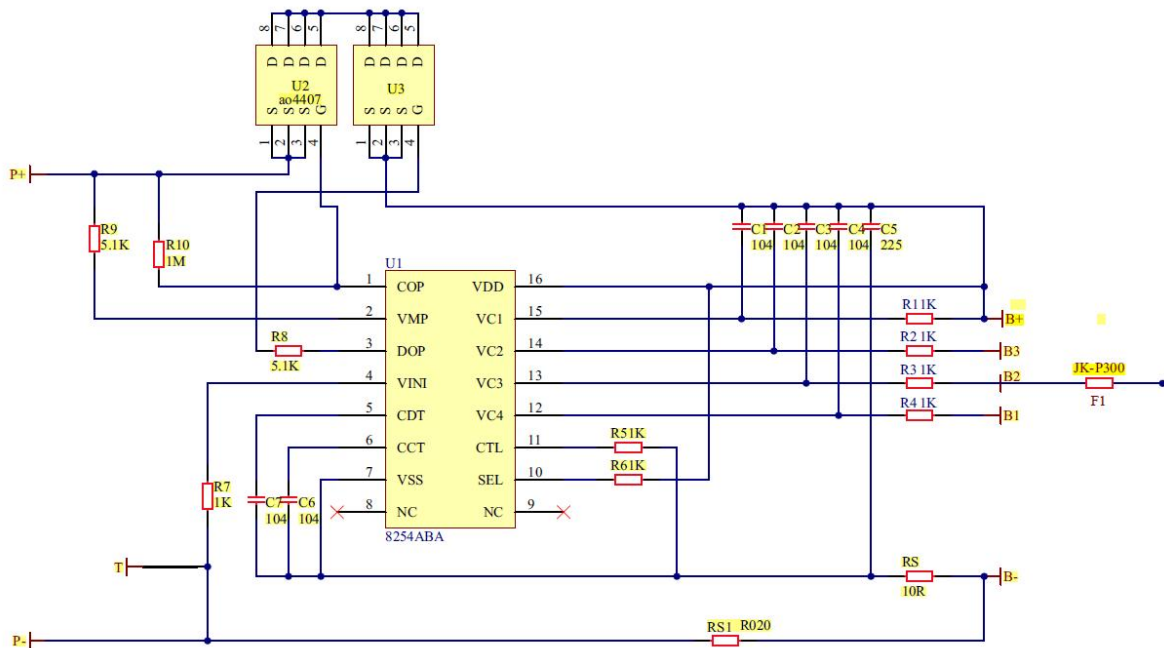 8 7 6 5 8 7 6 5
D D D D D D D D
U2 U3
ao4407
S S S G S S S G
1 2 3 4 1 2 3 4
P+
R9
5.1K
R10
1M
C1 C2 C3 C4 C5
104 104 104 104 225
U1
1 COP VDD 16
2 VMP VC1 15 R11K B+
R8
3 DOP VC2 14 R2 1K B3
5.1K
4 VINI VC3 13 R3 1K B2
JK-P300
F1
5 CDT VC4 12 R4 1K B1
6 CCT CTL 11 R51K
7 VSS SEL 10 R61K
8 NC NC 9
8254ABA
R7
1K
C7 C6
104 104
T
RS
10R
B-
P-
RS1 R020